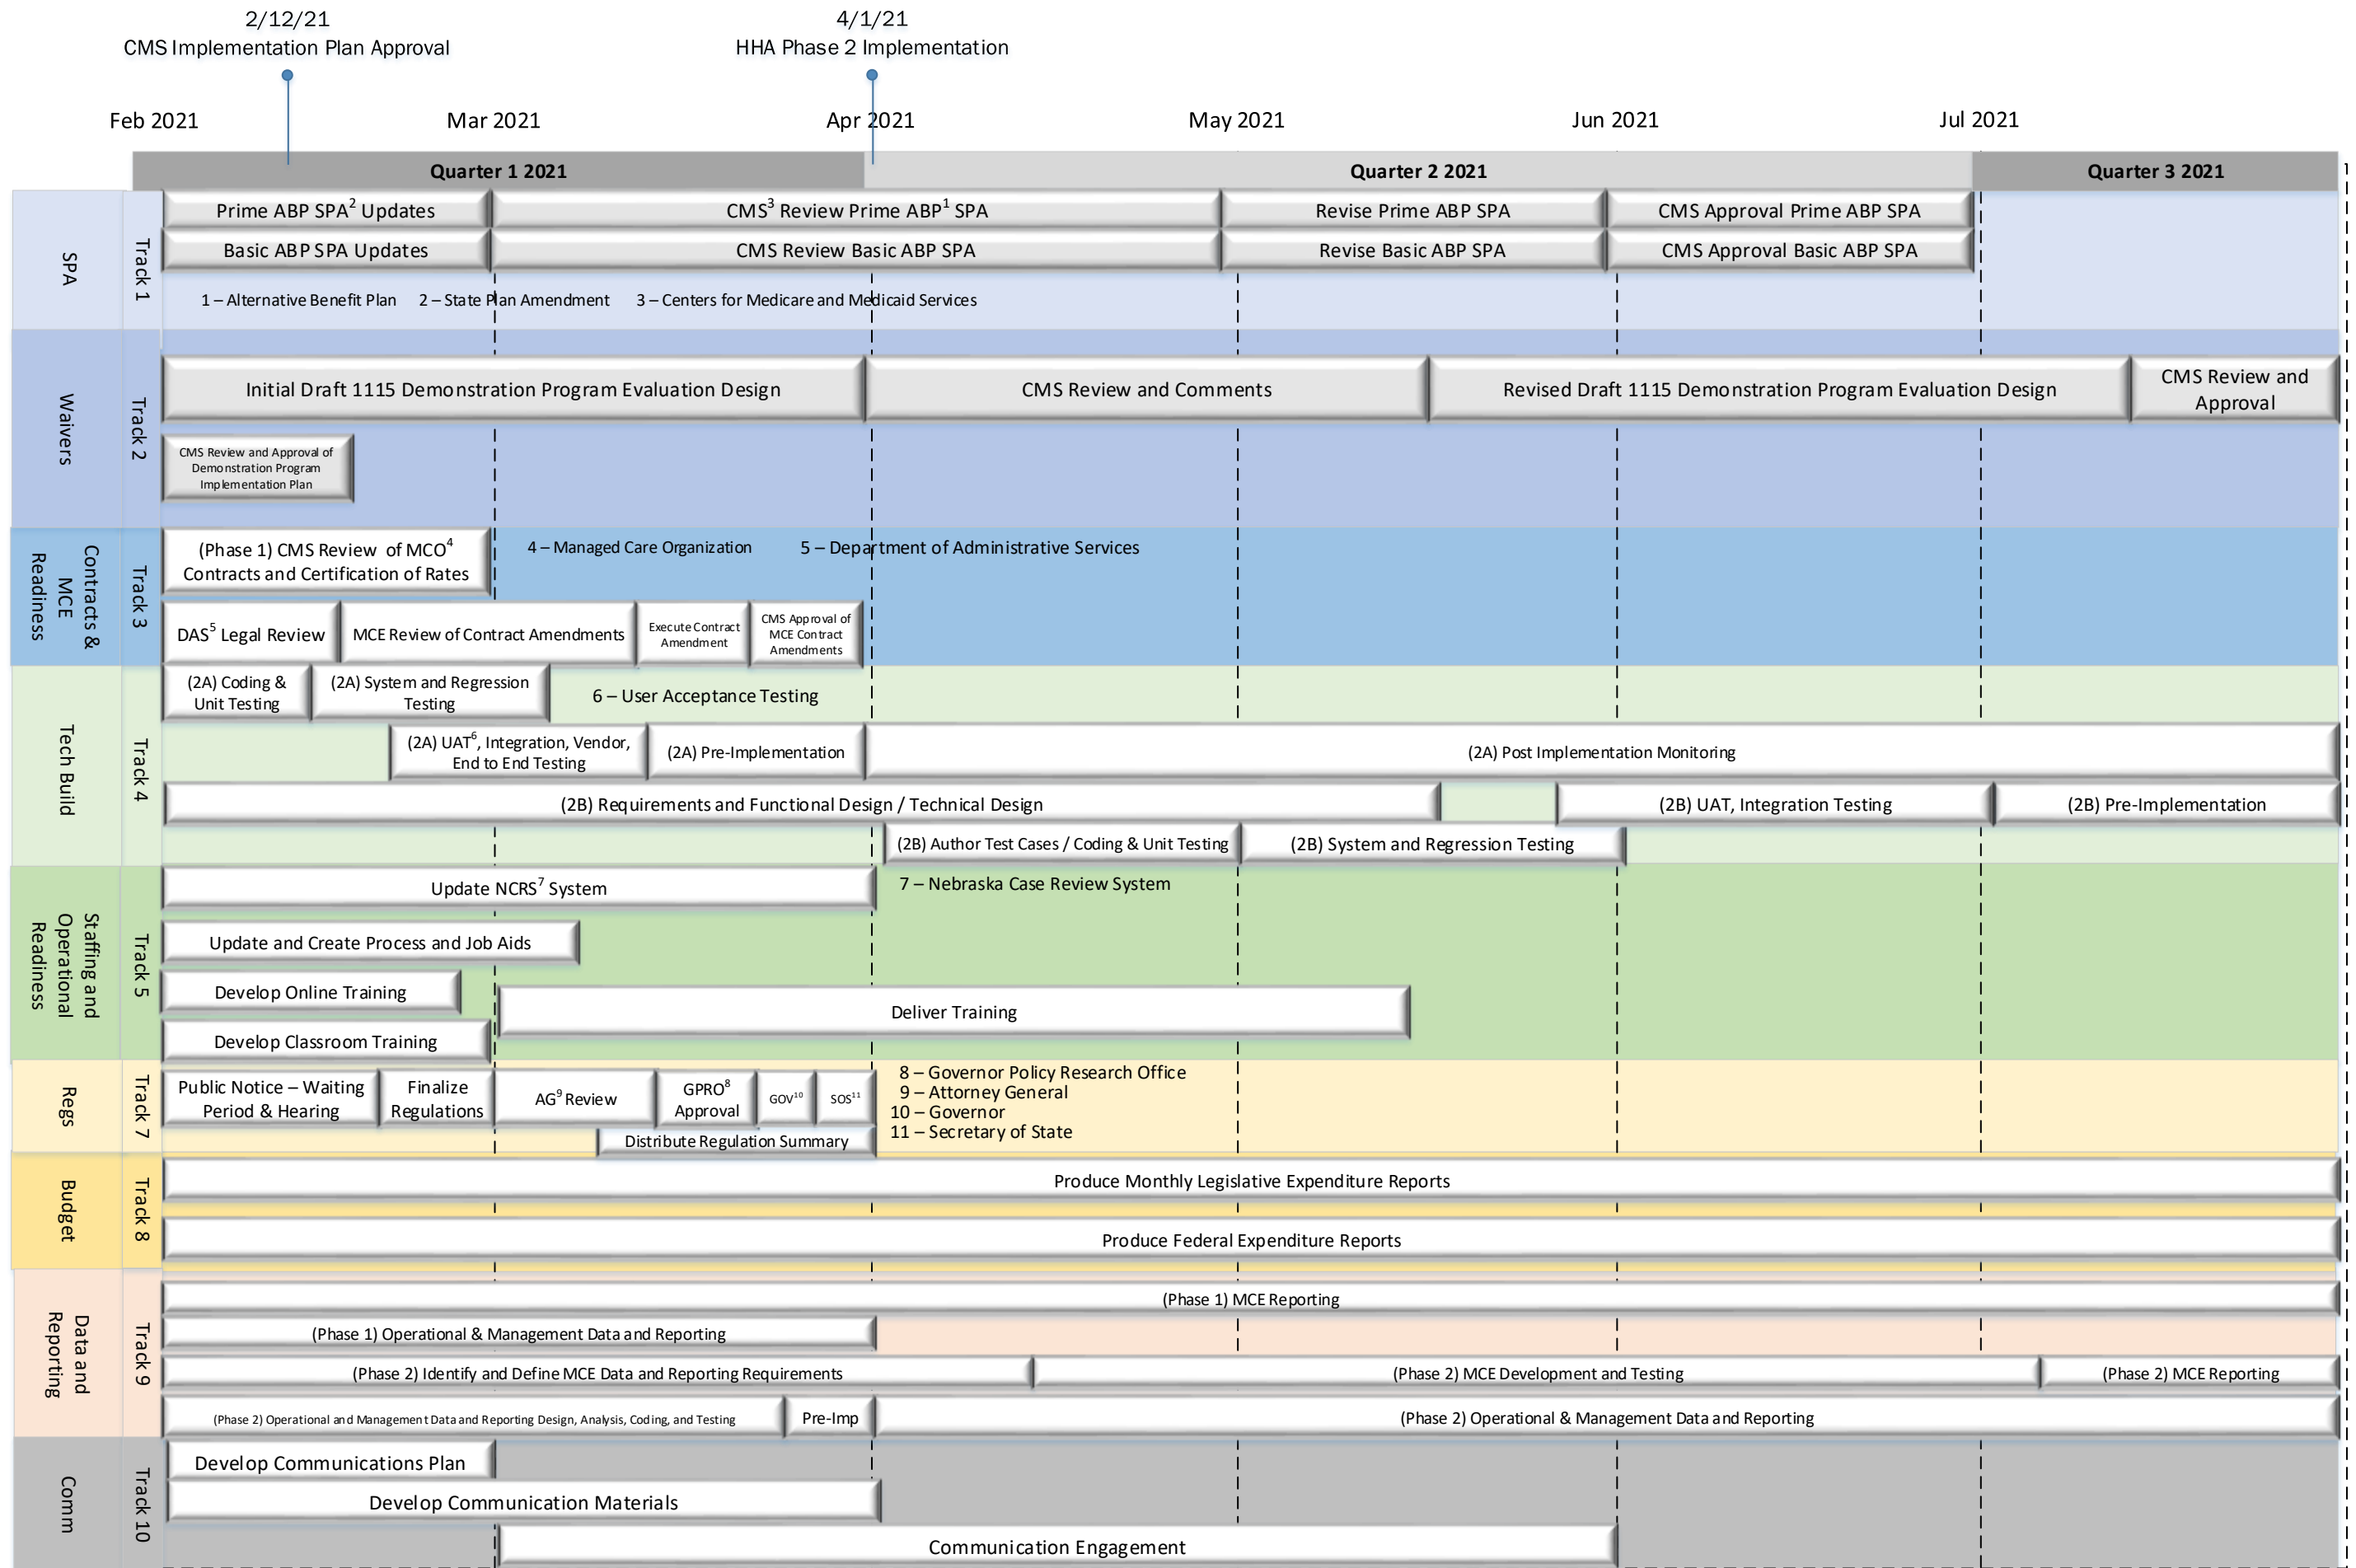 2/12/21
CMS Implementation Plan Approval
4/1/21
HHA Phase 2 Implementation
Feb 2021
Mar 2021
Apr 2021
May 2021
Jun 2021
Jul 2021
Quarter 1 2021
Quarter 2 2021
Quarter 3 2021
SPA
Track 1
Prime ABP SPA² Updates
CMS³ Review Prime ABP¹ SPA
Revise Prime ABP SPA
CMS Approval Prime ABP SPA
Basic ABP SPA Updates
CMS Review Basic ABP SPA
Revise Basic ABP SPA
CMS Approval Basic ABP SPA
1 – Alternative Benefit Plan
2 – State Plan Amendment
3 – Centers for Medicare and Medicaid Services
Waivers
Track 2
Initial Draft 1115 Demonstration Program Evaluation Design
CMS Review and Comments
Revised Draft 1115 Demonstration Program Evaluation Design
CMS Review and
Approval
CMS Review and Approval of
Demonstration Program
Implementation Plan
Contracts &
MCE
Readiness
Track 3
(Phase 1) CMS Review of MCO⁴
Contracts and Certification of Rates
4 – Managed Care Organization
5 – Department of Administrative Services
DAS⁵ Legal Review
MCE Review of Contract Amendments
Execute Contract
Amendment
CMS Approval of
MCE Contract
Amendments
Tech Build
Track 4
(2A) Coding &
Unit Testing
(2A) System and Regression
Testing
6 – User Acceptance Testing
(2A) UAT⁶, Integration, Vendor,
End to End Testing
(2A) Pre-Implementation
(2A) Post Implementation Monitoring
(2B) Requirements and Functional Design / Technical Design
(2B) UAT, Integration Testing
(2B) Pre-Implementation
(2B) Author Test Cases / Coding & Unit Testing
(2B) System and Regression Testing
Staffing and
Operational
Readiness
Track 5
Update NCRS⁷ System
7 – Nebraska Case Review System
Update and Create Process and Job Aids
Develop Online Training
Deliver Training
Develop Classroom Training
Regs
Track 7
Public Notice – Waiting
Period & Hearing
Finalize
Regulations
AG⁹ Review
GPRO⁸
Approval
GOV¹⁰
SOS¹¹
8 – Governor Policy Research Office
9 – Attorney General
10 – Governor
11 – Secretary of State
Distribute Regulation Summary
Budget
Track 8
Produce Monthly Legislative Expenditure Reports
Produce Federal Expenditure Reports
Data and
Reporting
Track 9
(Phase 1) MCE Reporting
(Phase 1) Operational & Management Data and Reporting
(Phase 2) Identify and Define MCE Data and Reporting Requirements
(Phase 2) MCE Development and Testing
(Phase 2) MCE Reporting
(Phase 2) Operational and Management Data and Reporting Design, Analysis, Coding, and Testing
Pre-Imp
(Phase 2) Operational & Management Data and Reporting
Comm
Track 10
Develop Communications Plan
Develop Communication Materials
Communication Engagement